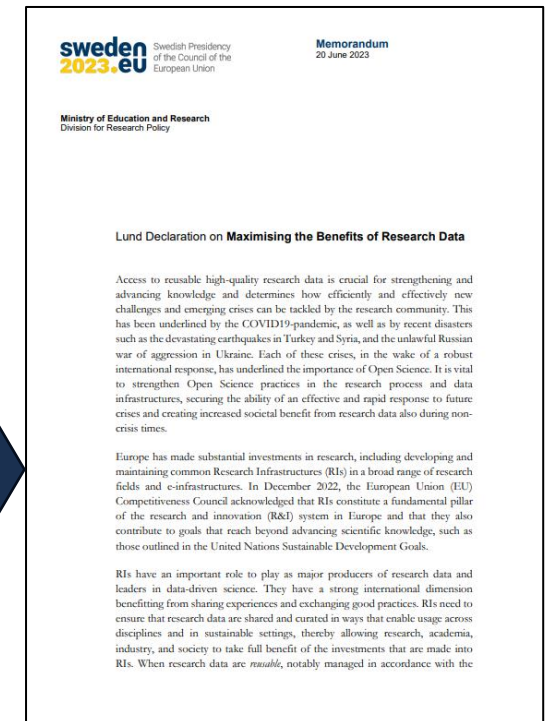 sweden
2023.eu
Swedish Presidency
of the Council of the
European Union
Memorandum
20 June 2023
Ministry of Education and Research
Division for Research Policy
Lund Declaration on Maximising the Benefits of Research Data
Access to reusable high-quality research data is crucial for strengthening and
advancing knowledge and determines how efficiently and effectively new
challenges and emerging crises can be tackled by the research community. This
has been underlined by the COVID19-pandemic, as well as by recent disasters
such as the devastating earthquakes in Turkey and Syria, and the unlawful Russian
war of aggression in Ukraine. Each of these crises, in the wake of a robust
international response, has underlined the importance of Open Science. It is vital
to strengthen Open Science practices in the research process and data
infrastructures, securing the ability of an effective and rapid response to future
crises and creating increased societal benefit from research data also during non-
crisis times.
Europe has made substantial investments in research, including developing and
maintaining common Research Infrastructures (RIs) in a broad range of research
fields and e-infrastructures. In December 2022, the European Union (EU)
Competitiveness Council acknowledged that RIs constitute a fundamental pillar
of the research and innovation (R&I) system in Europe and that they also
contribute to goals that reach beyond advancing scientific knowledge, such as
those outlined in the United Nations Sustainable Development Goals.
RIs have an important role to play as major producers of research data and
leaders in data-driven science. They have a strong international dimension
benefitting from sharing experiences and exchanging good practices. RIs need to
ensure that research data are shared and curated in ways that enable usage across
disciplines and in sustainable settings, thereby allowing research, academia,
industry, and society to take full benefit of the investments that are made into
RIs. When research data are reusable, notably managed in accordance with the